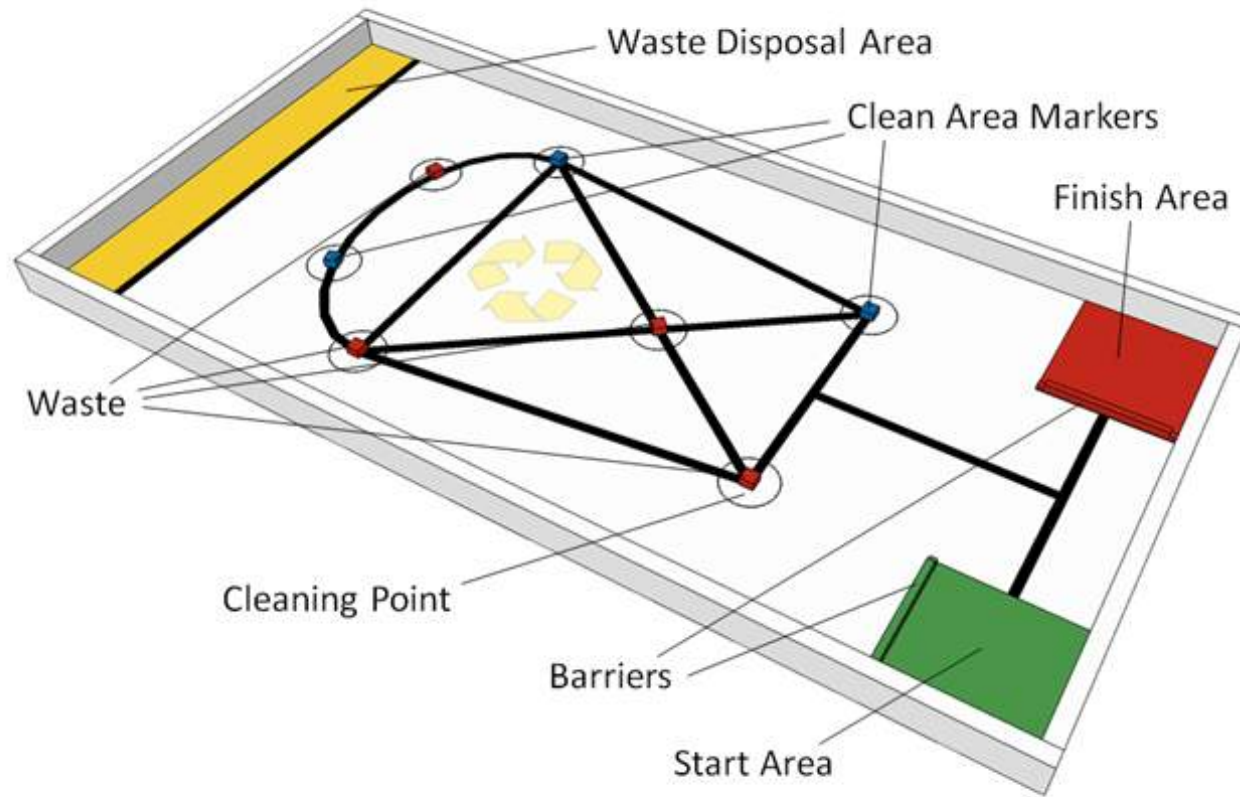 Waste Disposal Area
Clean Area Markers
Finish Area
Waste
Cleaning Point
Barriers
Start Area